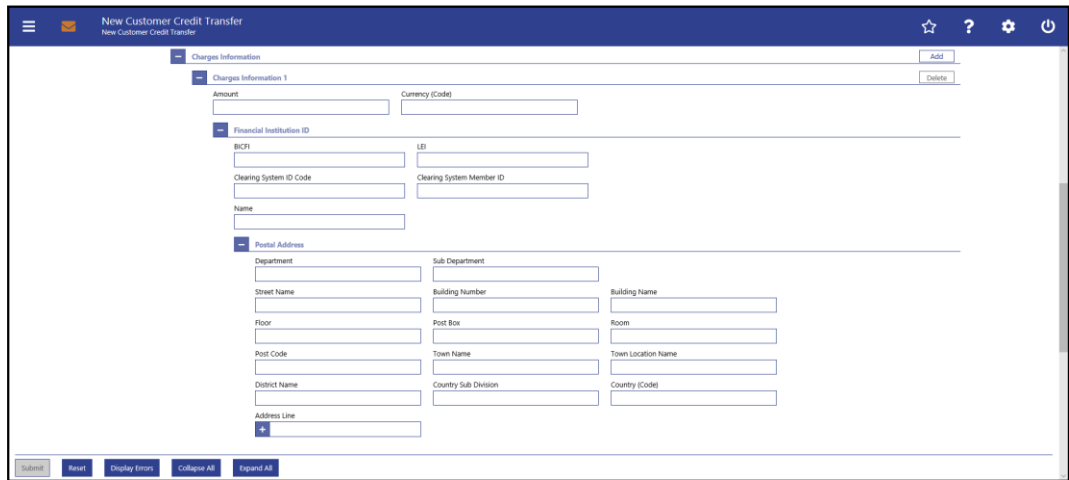 New Customer Credit Transfer
New Customer Credit Transfer
?
Charges Information Add
Charges Information 1 Delete
Amount Currency (Code)
Financial Institution ID
BICFI LEI
Clearing System ID Code Clearing System Member ID
Name
Postal Address
Department Sub Department
Street Name Building Number Building Name
Floor Post Box Room
Post Code Town Name Town Location Name
District Name Country Sub Division Country (Code)
Address Line
+
Submit Reset Display Errors Collapse All Expand All